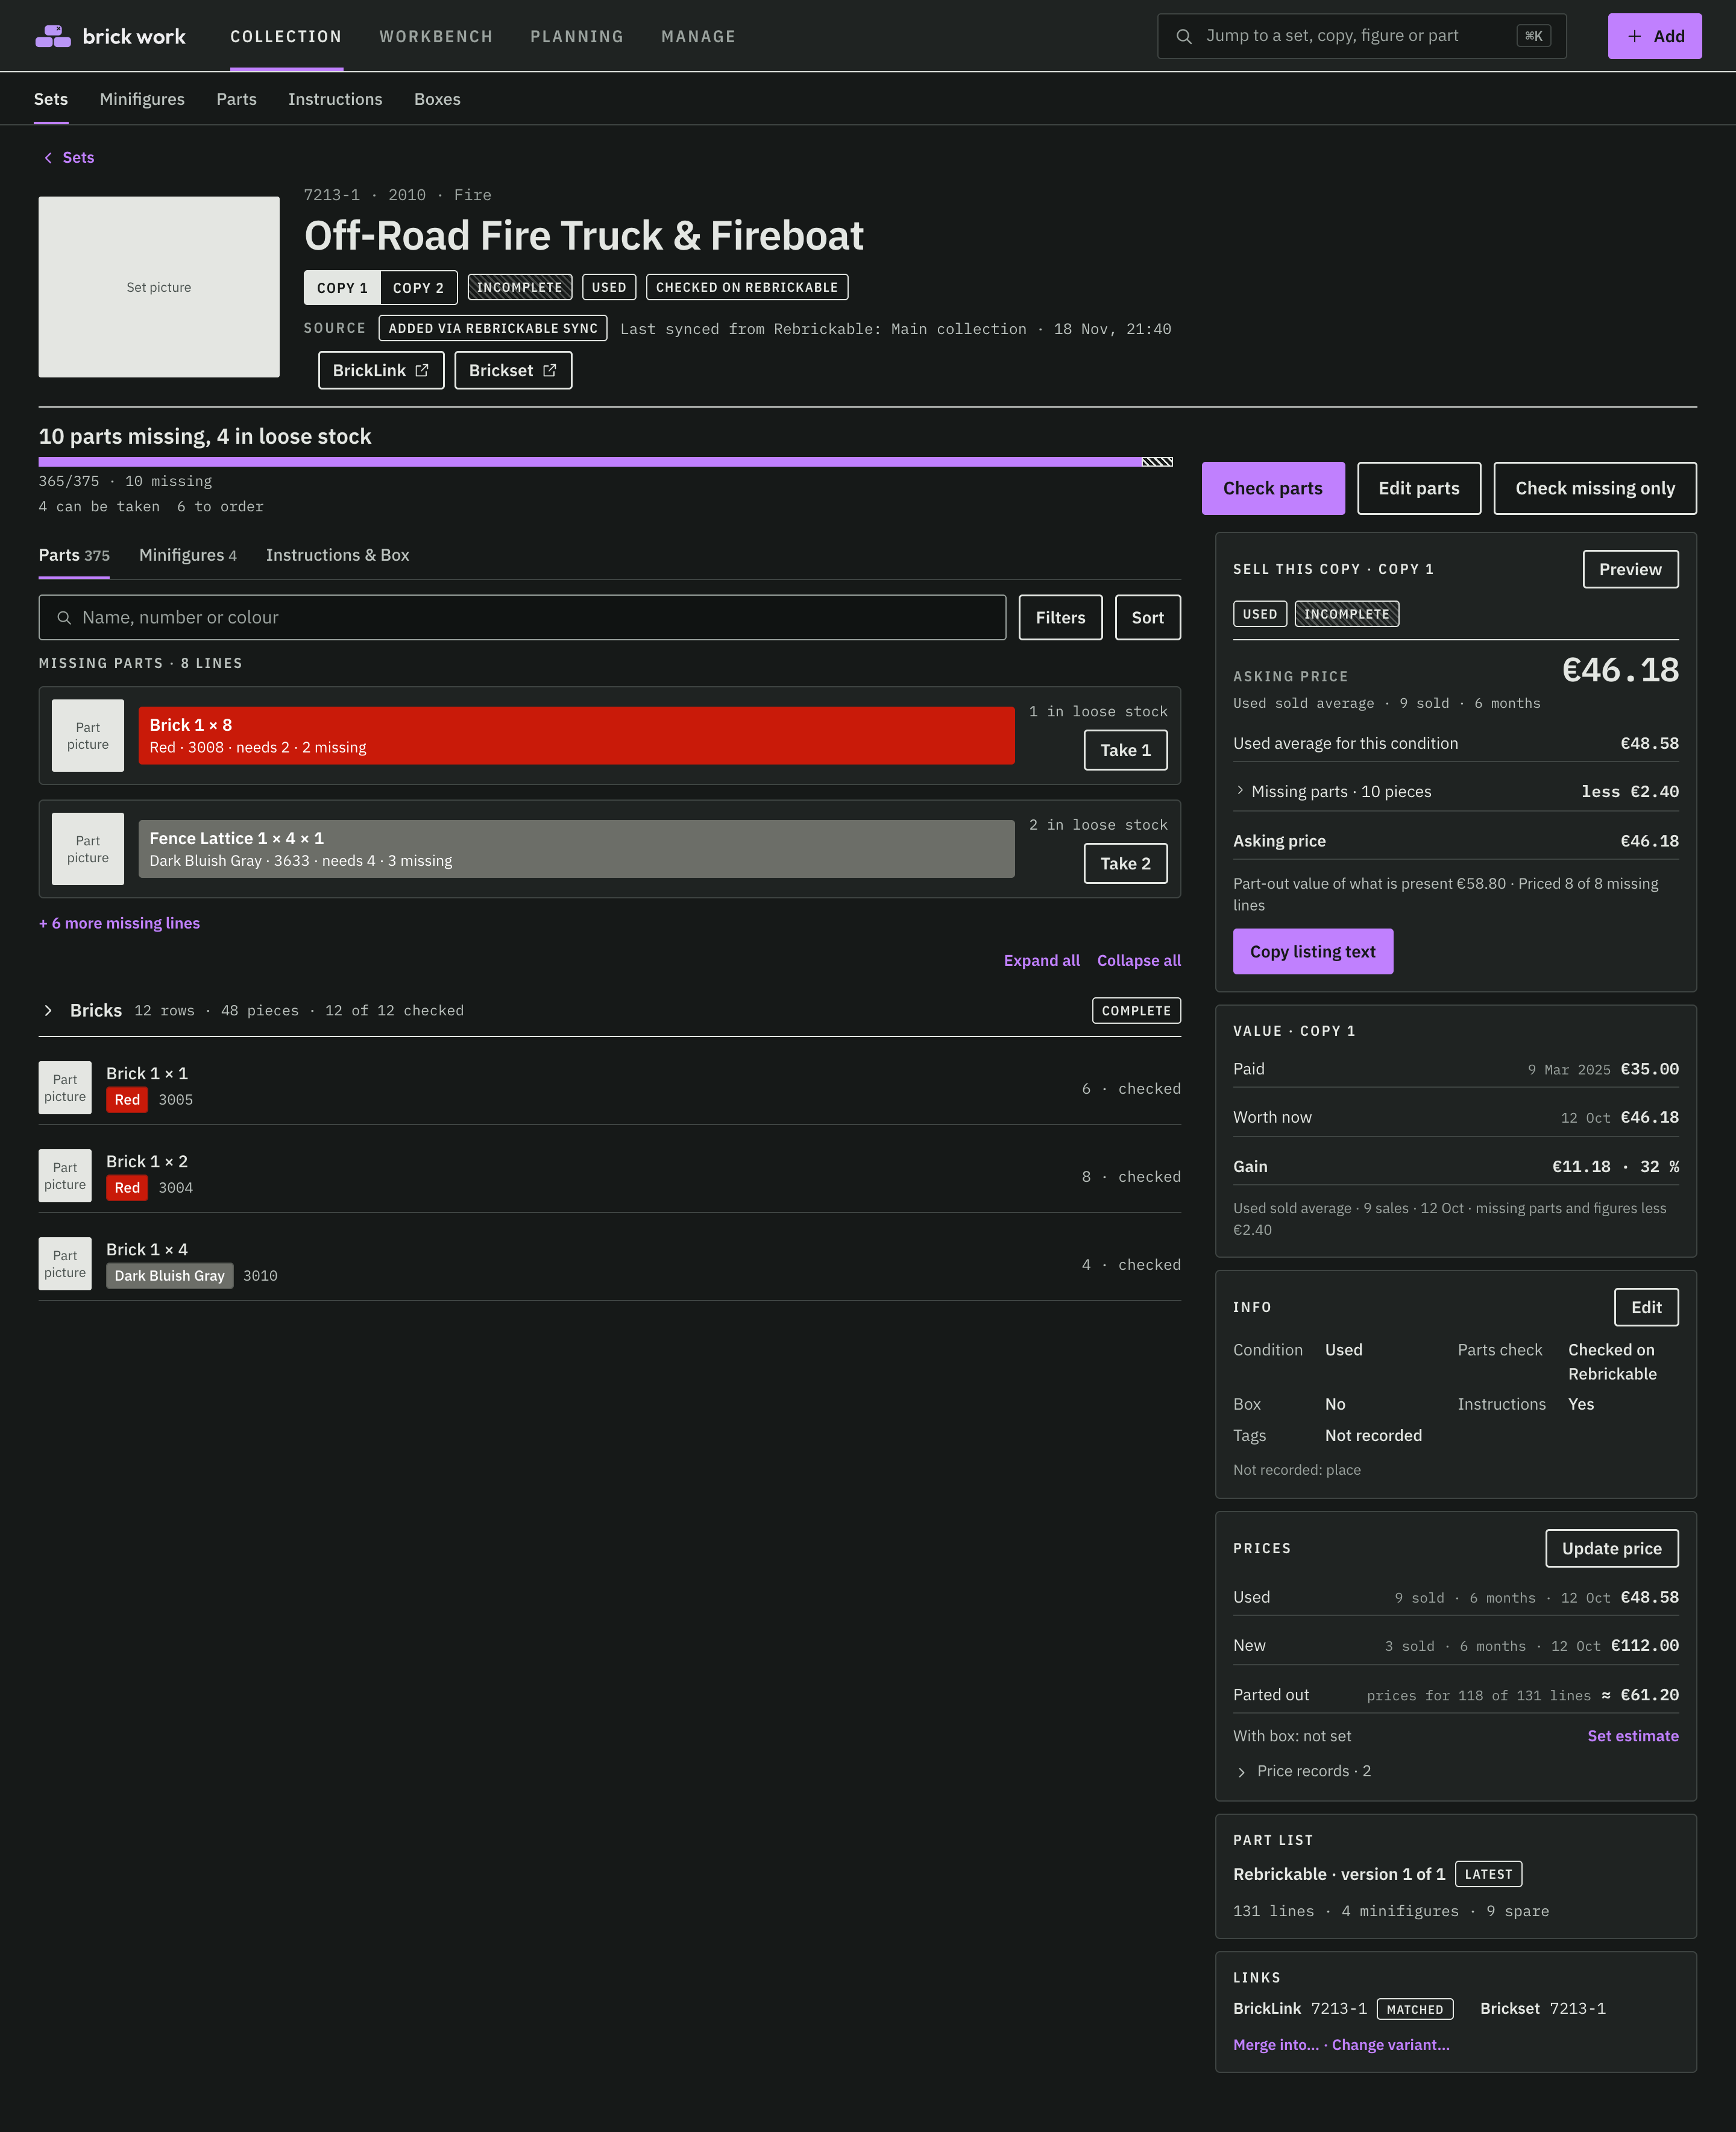 brick work
COLLECTION
WORKBENCH
PLANNING
MANAGE
Jump to a set, copy, figure or part
⌘K
+ Add
Sets
Minifigures
Parts
Instructions
Boxes
Sets
Set picture
7213-1 · 2010 · Fire
Off-Road Fire Truck & Fireboat
COPY 1
COPY 2
INCOMPLETE
USED
CHECKED ON REBRICKABLE
SOURCE
ADDED VIA REBRICKABLE SYNC
Last synced from Rebrickable: Main collection · 18 Nov, 21:40
BrickLink
Brickset
10 parts missing, 4 in loose stock
365/375 · 10 missing
4 can be taken 6 to order
Check parts
Edit parts
Check missing only
Parts 375
Minifigures 4
Instructions & Box
Name, number or colour
Filters
Sort
MISSING PARTS · 8 LINES
Part
picture
Brick 1 × 8
Red · 3008 · needs 2 · 2 missing
1 in loose stock
Take 1
Part
picture
Fence Lattice 1 × 4 × 1
Dark Bluish Gray · 3633 · needs 4 · 3 missing
2 in loose stock
Take 2
+ 6 more missing lines
Expand all
Collapse all
Bricks 12 rows · 48 pieces · 12 of 12 checked
COMPLETE
Part
picture
Brick 1 × 1
Red 3005
6 · checked
Part
picture
Brick 1 × 2
Red 3004
8 · checked
Part
picture
Brick 1 × 4
Dark Bluish Gray 3010
4 · checked
SELL THIS COPY · COPY 1
Preview
USED
INCOMPLETE
ASKING PRICE
€46.18
Used sold average · 9 sold · 6 months
Used average for this condition €48.58
Missing parts · 10 pieces less €2.40
Asking price €46.18
Part-out value of what is present €58.80 · Priced 8 of 8 missing
lines
Copy listing text
VALUE · COPY 1
Paid 9 Mar 2025 €35.00
Worth now 12 Oct €46.18
Gain €11.18 · 32 %
Used sold average · 9 sales · 12 Oct · missing parts and figures less
€2.40
INFO
Edit
Condition Used Parts check Checked on
Rebrickable
Box No Instructions Yes
Tags Not recorded
Not recorded: place
PRICES
Update price
Used 9 sold · 6 months · 12 Oct €48.58
New 3 sold · 6 months · 12 Oct €112.00
Parted out prices for 118 of 131 lines ≈ €61.20
With box: not set Set estimate
Price records · 2
PART LIST
Rebrickable · version 1 of 1 LATEST
131 lines · 4 minifigures · 9 spare
LINKS
BrickLink 7213-1 MATCHED Brickset 7213-1
Merge into... · Change variant...